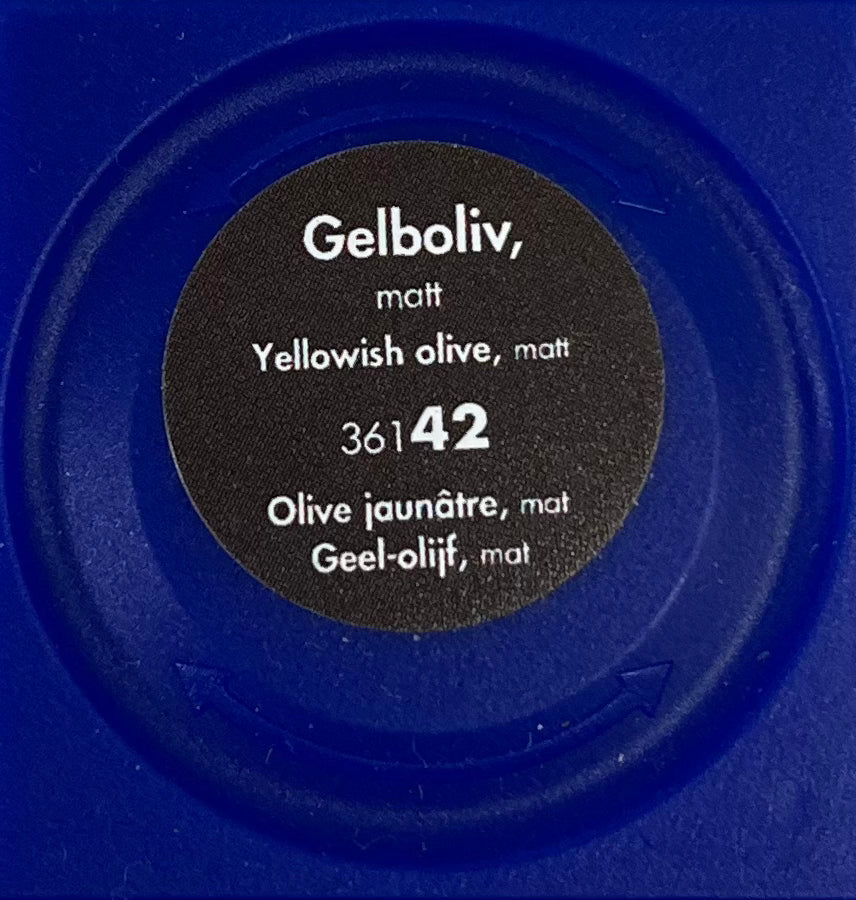 Gelboliv,
matt
Yellowish olive, matt
36142
Olive jaunâtre, mat
Geel-olijf, mat